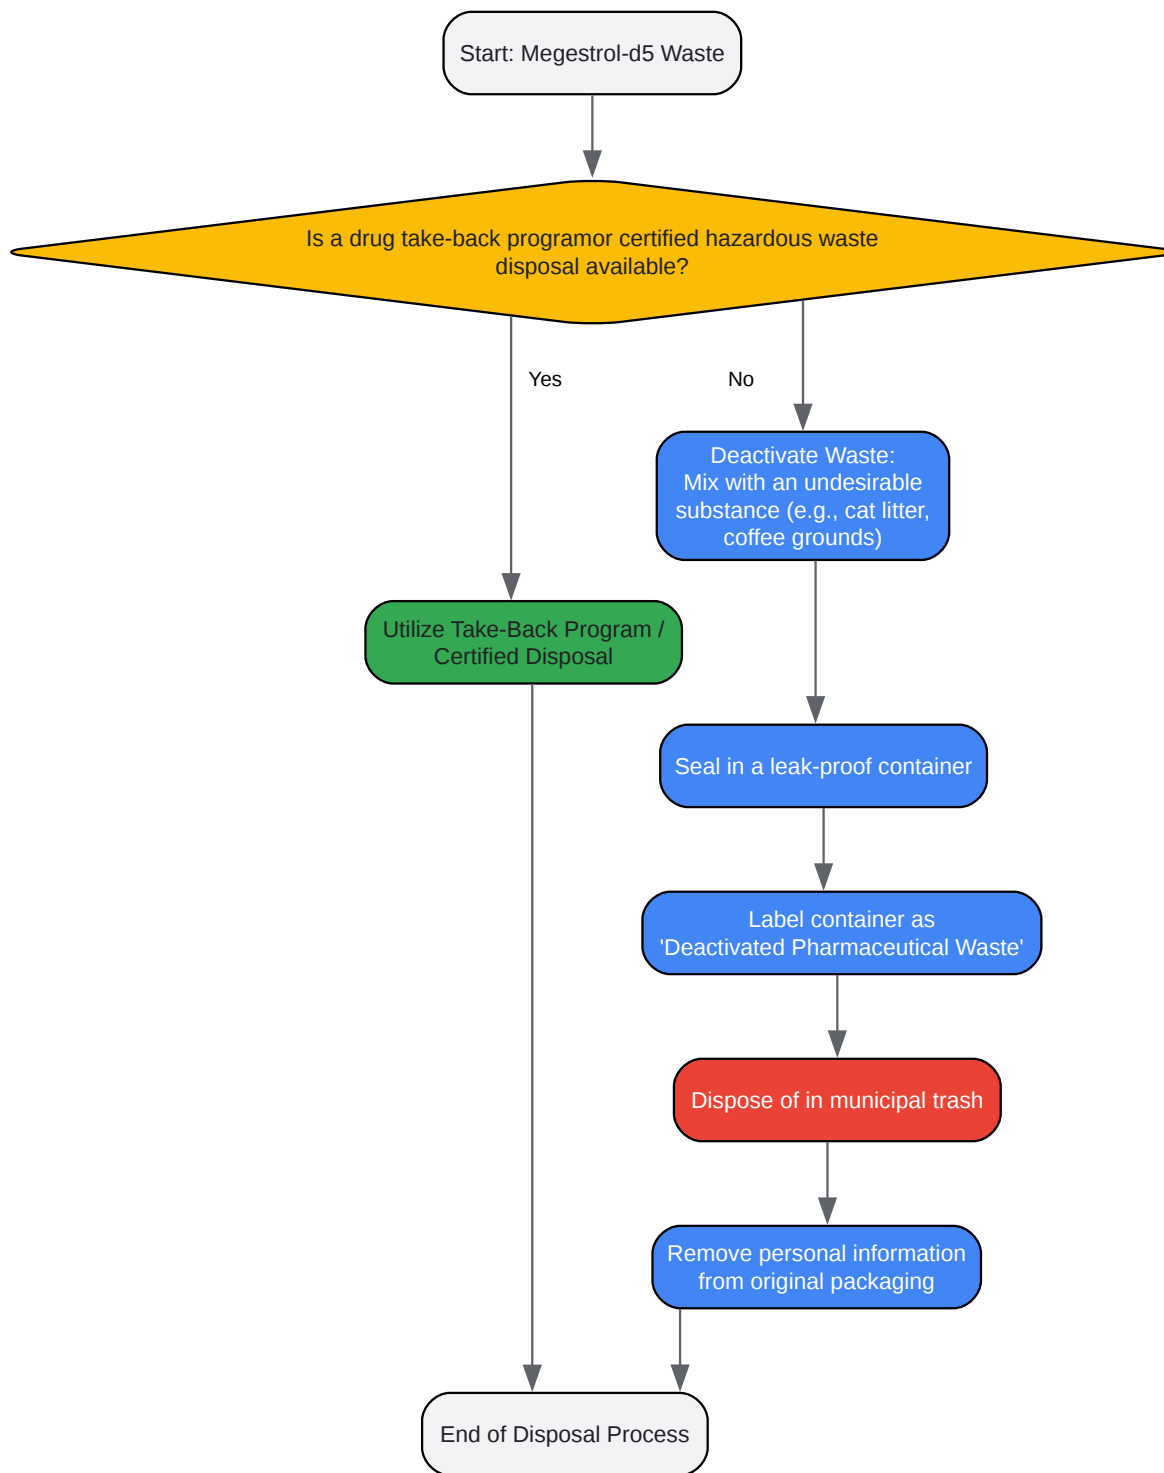 Start: Megestrol-d5 Waste
Is a drug take-back programor certified hazardous waste
disposal available?
Yes
No
Deactivate Waste:
Mix with an undesirable
substance (e.g., cat litter,
coffee grounds)
Utilize Take-Back Program /
Certified Disposal
Seal in a leak-proof container
Label container as
'Deactivated Pharmaceutical Waste'
Dispose of in municipal trash
Remove personal information
from original packaging
End of Disposal Process